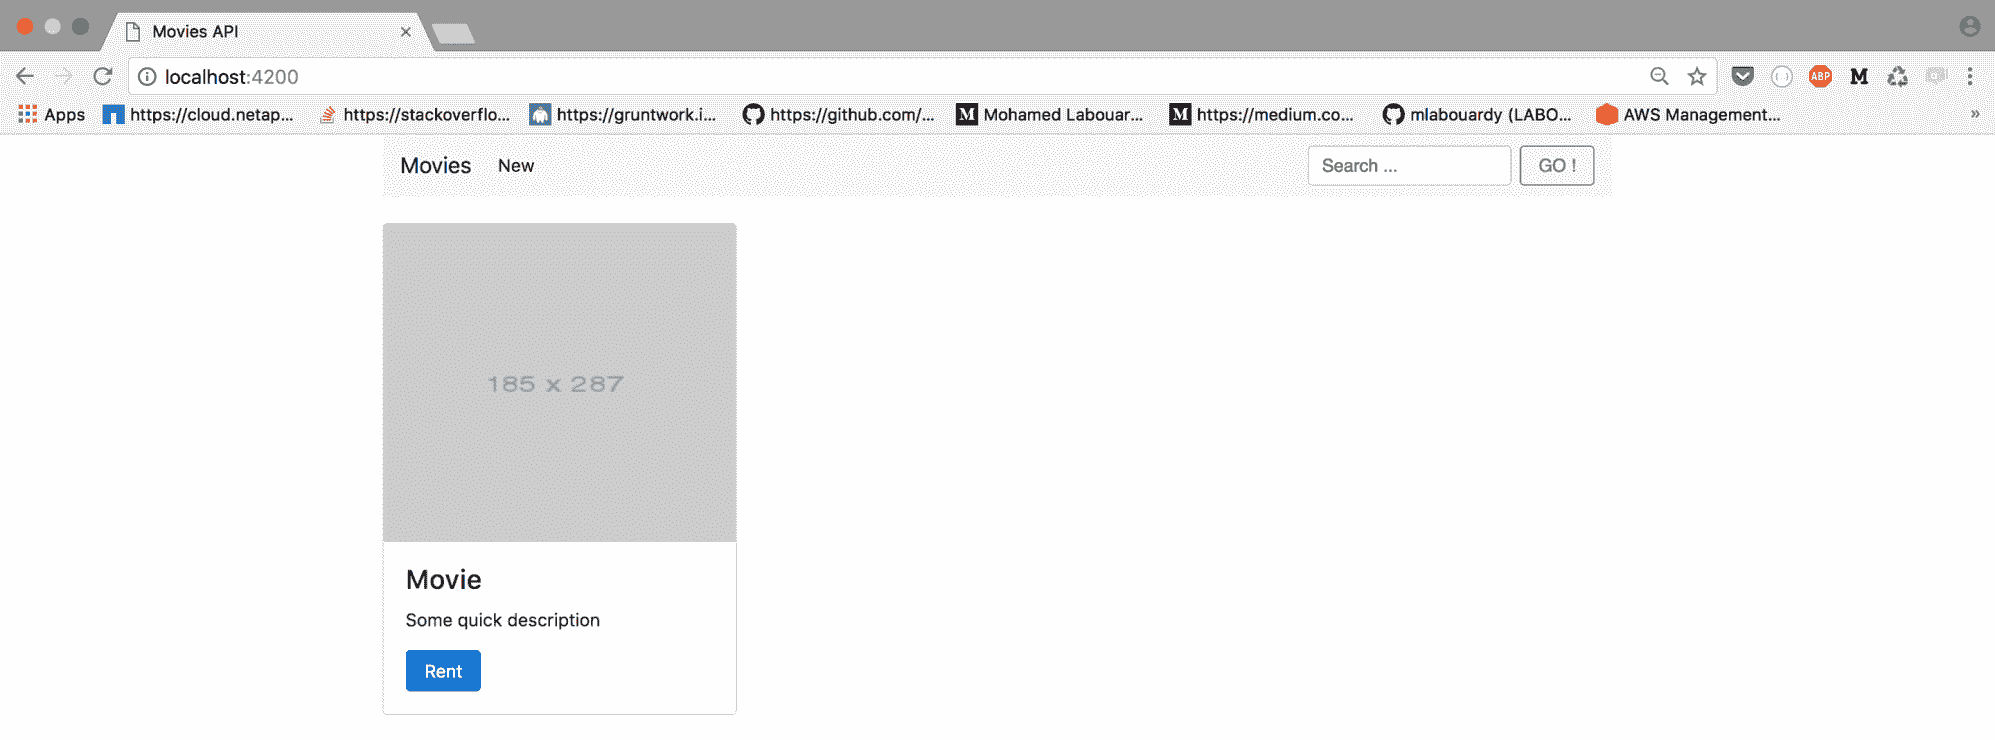 Movies API
localhost:4200
ABP M
Apps https://cloud.netap... https://stackoverflo... https://gruntwork.i... https://github.com/... M Mohamed Labouar... M https://medium.co... mlabouardy (LABO... AWS Management... »
Movies New Search ... GO !
185 x 287
Movie
Some quick description
Rent